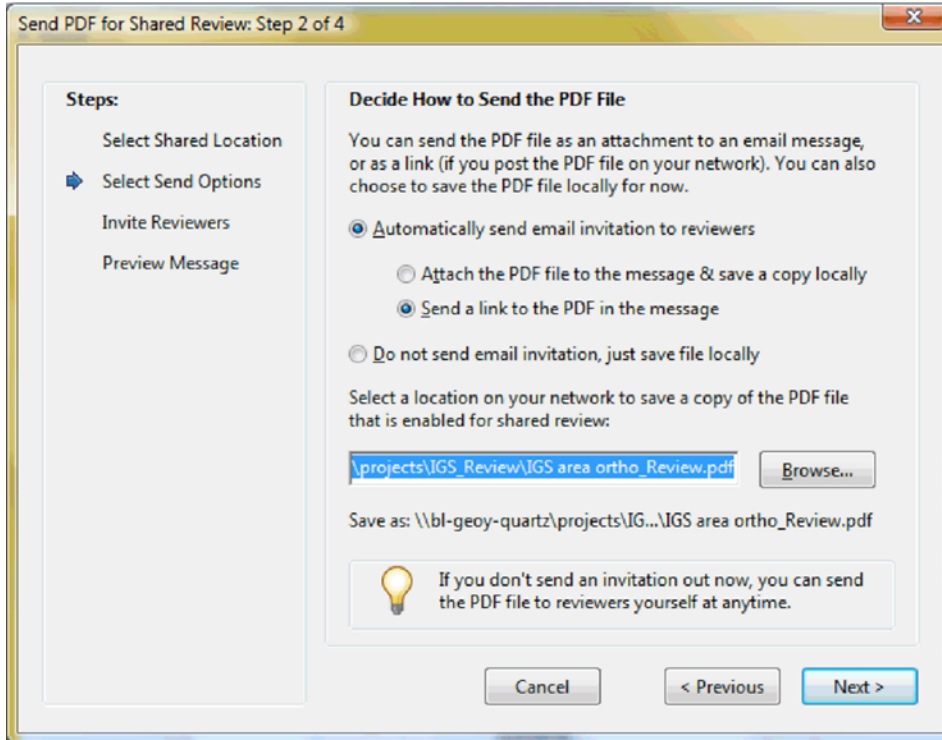 Send PDF for Shared Review: Step 2 of 4
Steps:
Select Shared Location
Select Send Options
Invite Reviewers
Preview Message
Decide How to Send the PDF File
You can send the PDF file as an attachment to an email message,
or as a link (if you post the PDF file on your network). You can also
choose to save the PDF file locally for now.
Automatically send email invitation to reviewers
Attach the PDF file to the message & save a copy locally
Send a link to the PDF in the message
Do not send email invitation, just save file locally
Select a location on your network to save a copy of the PDF file
that is enabled for shared review:
\projects\IGS_Review\IGS area ortho_Review.pdf
Browse...
Save as: \\bl-geoy-quartz\projects\IG...\IGS area ortho_Review.pdf
If you don't send an invitation out now, you can send
the PDF file to reviewers yourself at anytime.
Cancel
< Previous
Next >